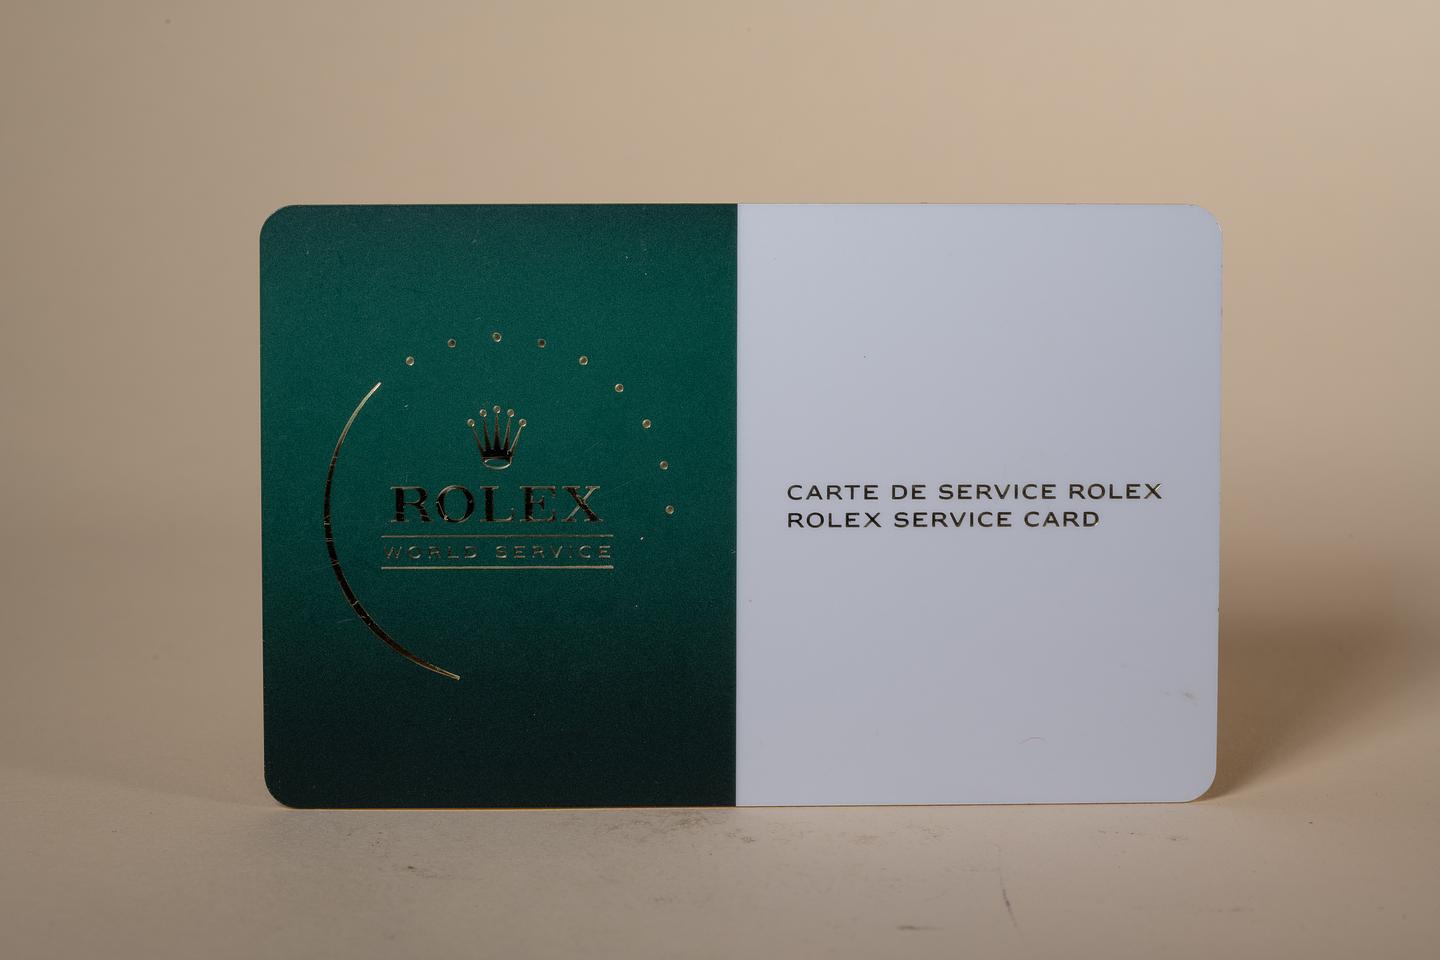 ROLEX
WORLD SERVICE
CARTE DE SERVICE ROLEX
ROLEX SERVICE CARD